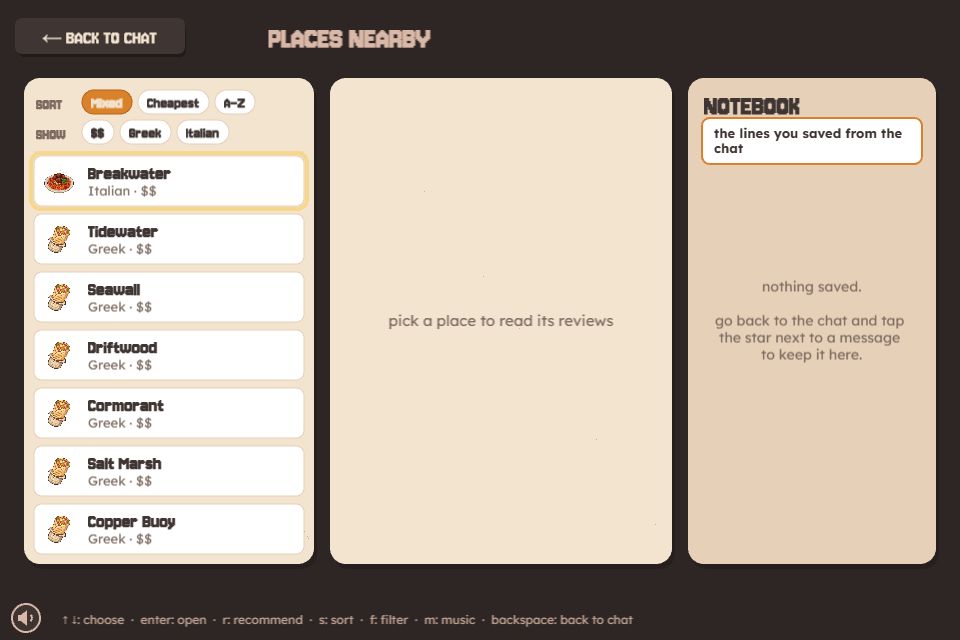 ← BACK TO CHAT
PLACES NEARBY
SORT Mixed Cheapest A-Z
SHOW $$ Greek Italian
Breakwater
Italian · $$
Tidewater
Greek · $$
Seawall
Greek · $$
Driftwood
Greek · $$
Cormorant
Greek · $$
Salt Marsh
Greek · $$
Copper Buoy
Greek · $$
pick a place to read its reviews
NOTEBOOK
the lines you saved from the
chat
nothing saved.
go back to the chat and tap
the star next to a message
to keep it here.
↑ ↓: choose · enter: open · r: recommend · s: sort · f: filter · m: music · backspace: back to chat